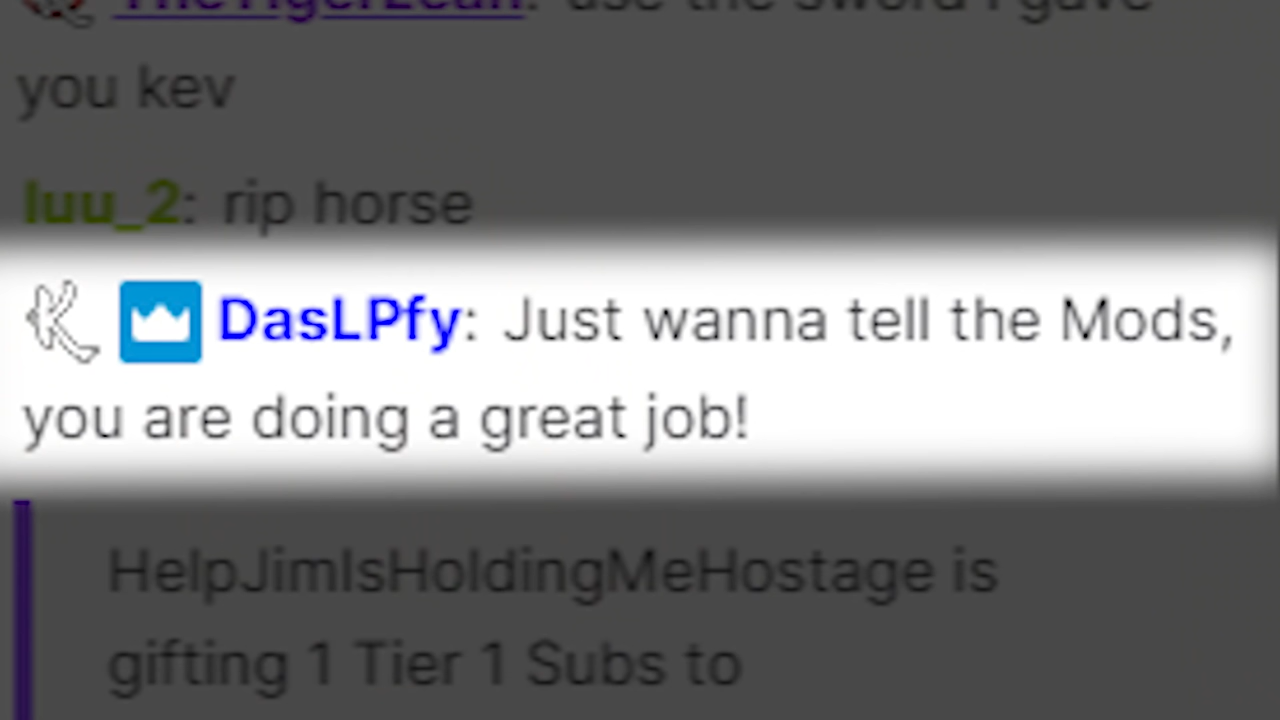 TheTigerLean: use the sword I gave
you kev
luu_2: rip horse
DasLPfy: Just wanna tell the Mods,
you are doing a great job!
HelpJimIsHoldingMeHostage is
gifting 1 Tier 1 Subs to